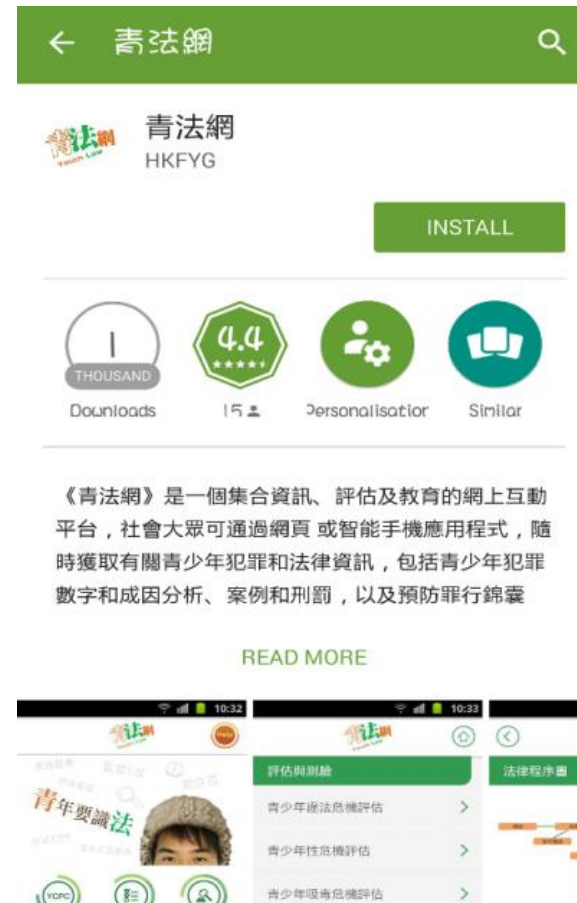 青法網
青法網
Youth Law
青法網
HKFYG
INSTALL
1
THOUSAND
Downloads
4.4
15
Personalisation
Similar
《青法網》是一個集合資訊、評估及教育的網上互動
平台，社會大眾可通過網頁 或智能手機應用程式，隨
時獲取有關青少年犯罪和法律資訊，包括青少年犯罪
數字和成因分析、案例和刑罰，以及預防罪行錦囊
READ MORE
10:32
青法網
Help
青年要識法
YCPC
10:33
青法網
評估與測驗
青少年違法危機評估
青少年性危機評估
青少年吸毒危機評估
法律程序圖